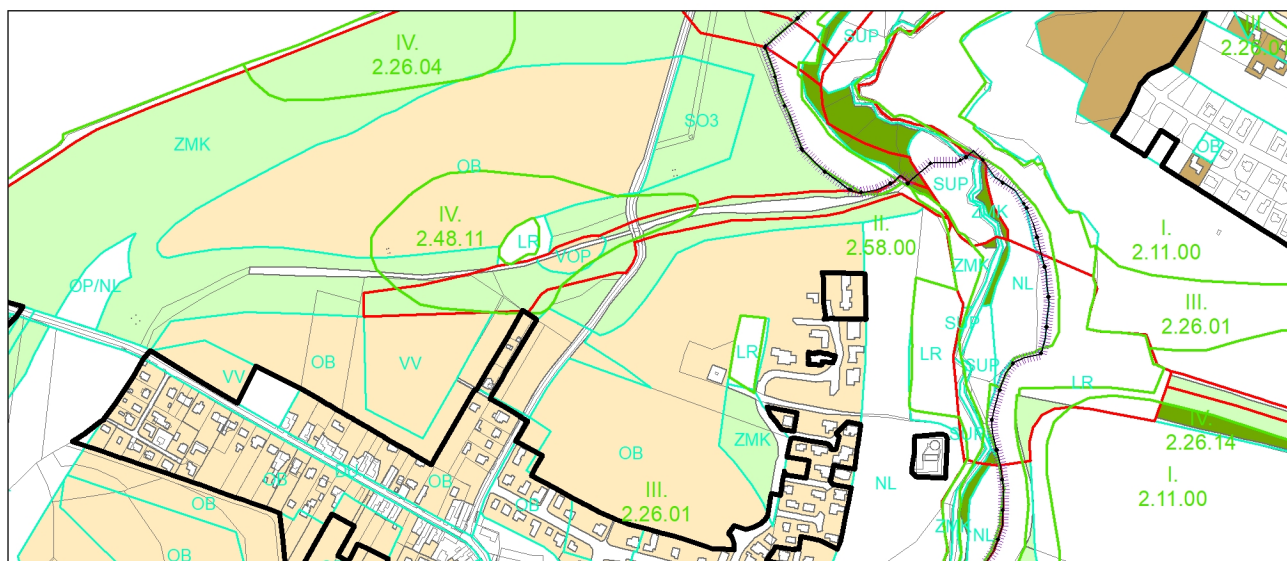 SUP
IV.
2.26.04
ZMK
SO3
OB
OB
IV.
2.48.11
LR
VOP
SUP
ZMK
II.
2.58.00
I.
2.11.00
OP/NL
ZMK
NL
III.
2.26.01
SUP
LR
LR
SUP
LR
VV
OB
VV
ZMK
SUP
IV.
2.26.14
OB
OB
OB
NL
I.
2.11.00
III.
2.26.01
OB
OB
OB
ZMK
NL
OB
OB